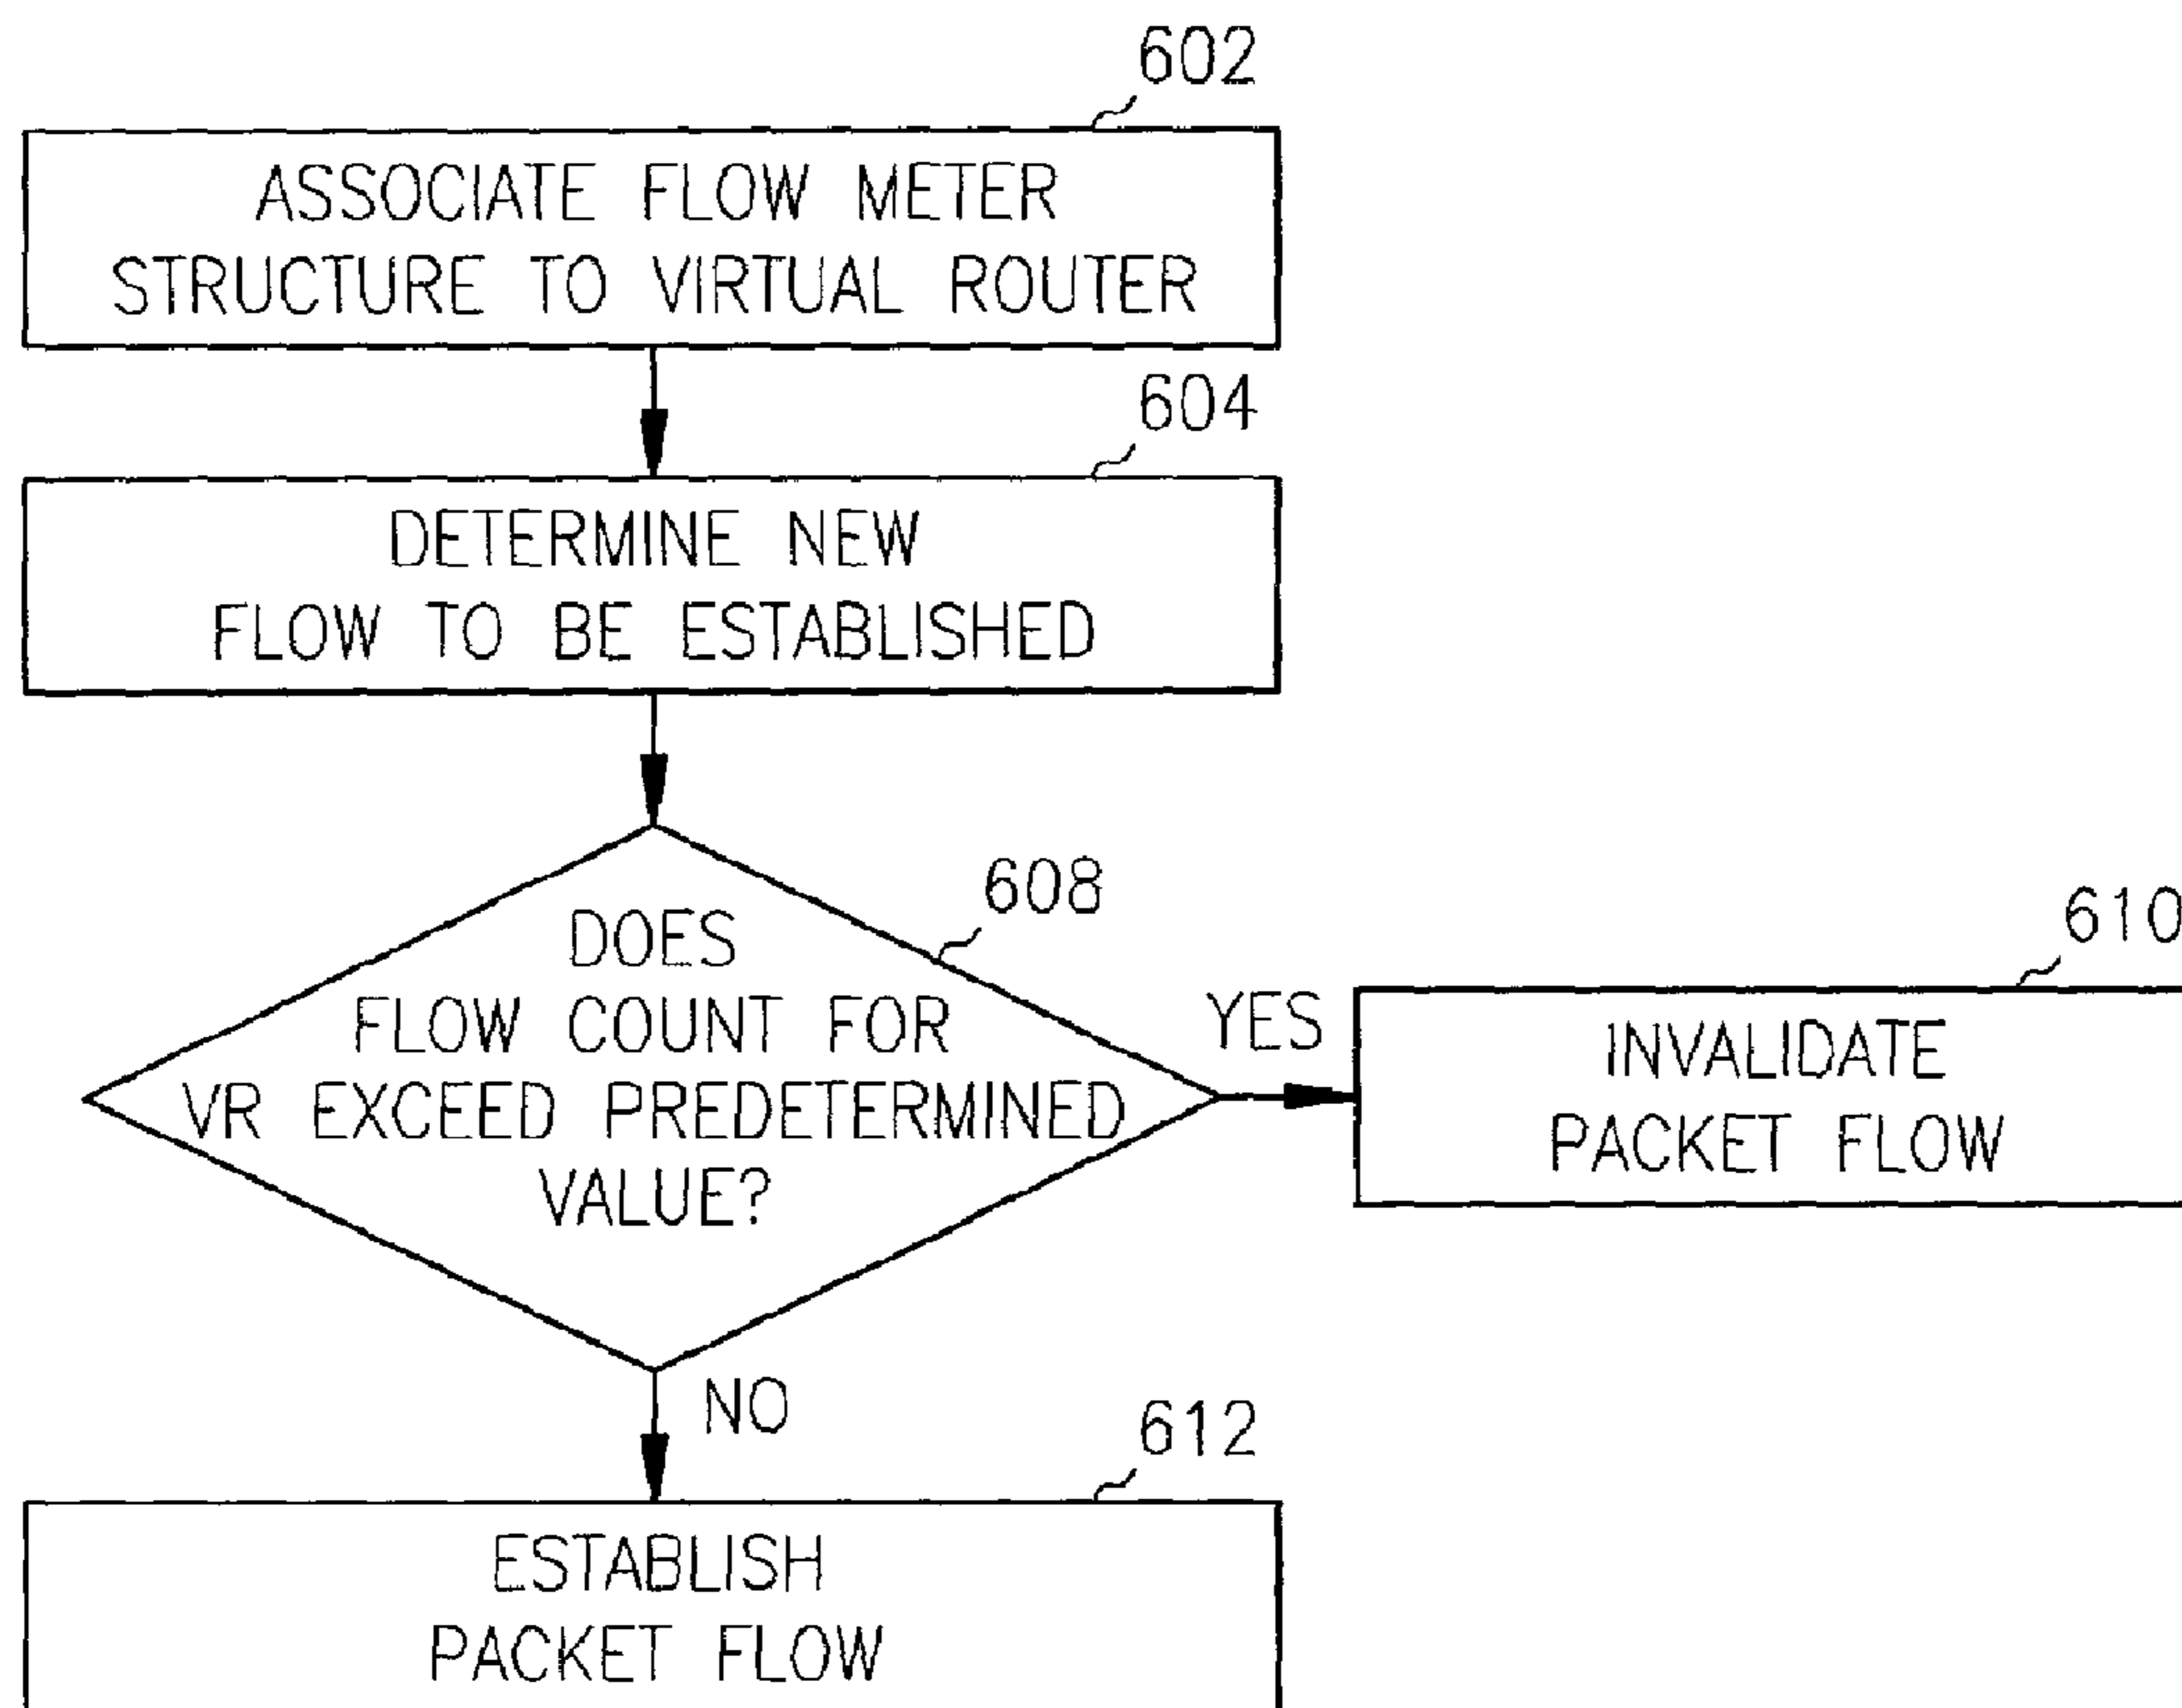 602
ASSOCIATE FLOW METER
STRUCTURE TO VIRTUAL ROUTER
604
DETERMINE NEW
FLOW TO BE ESTABLISHED
608
DOES
FLOW COUNT FOR
VR EXCEED PREDETERMINED
VALUE?
YES
610
INVALIDATE
PACKET FLOW
NO
612
ESTABLISH
PACKET FLOW